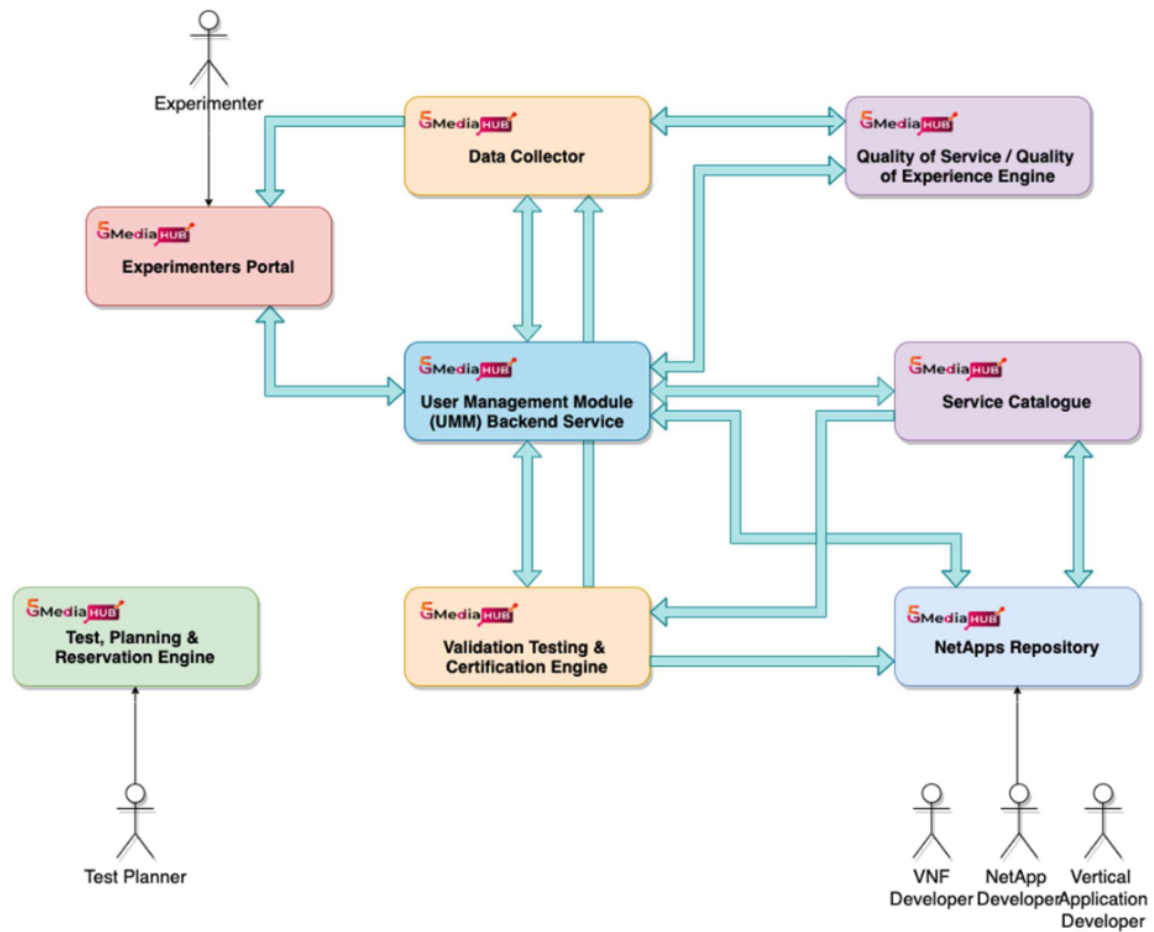 Experimenter
5GMediaHUB
Data Collector
5GMediaHUB
Quality of Service / Quality
of Experience Engine
5GMediaHUB
Experimenters Portal
5GMediaHUB
User Management Module
(UMM) Backend Service
5GMediaHUB
Service Catalogue
5GMediaHUB
Test, Planning &
Reservation Engine
5GMediaHUB
Validation Testing &
Certification Engine
5GMediaHUB
NetApps Repository
Test Planner
VNF
Developer
NetApp
Developer
Vertical
Application
Developer